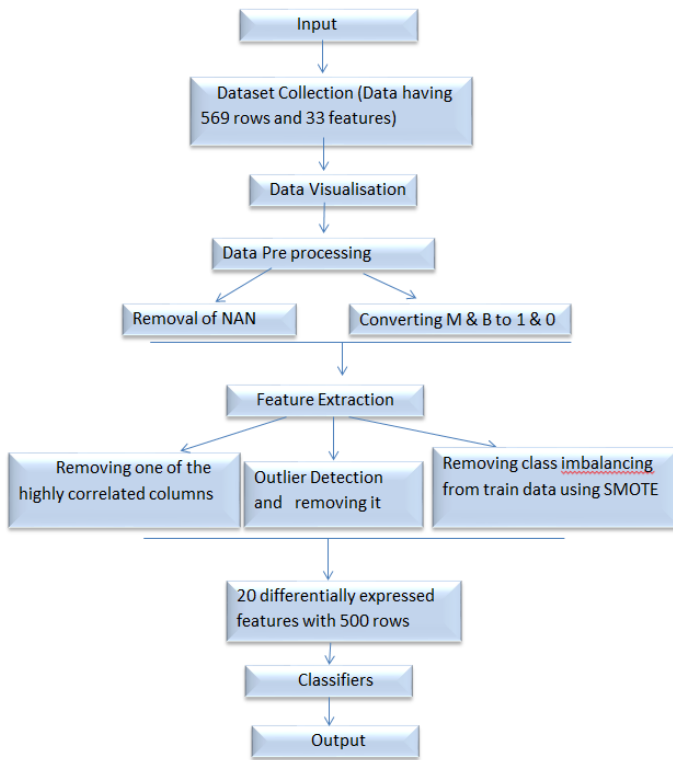 Input
Dataset Collection (Data having
569 rows and 33 features)
Data Visualisation
Data Pre processing
Removal of NAN
Converting M & B to 1 & 0
Feature Extraction
Removing one of the
highly correlated columns
Outlier Detection
and removing it
Removing class imbalancing
from train data using SMOTE
20 differentially expressed
features with 500 rows
Classifiers
Output